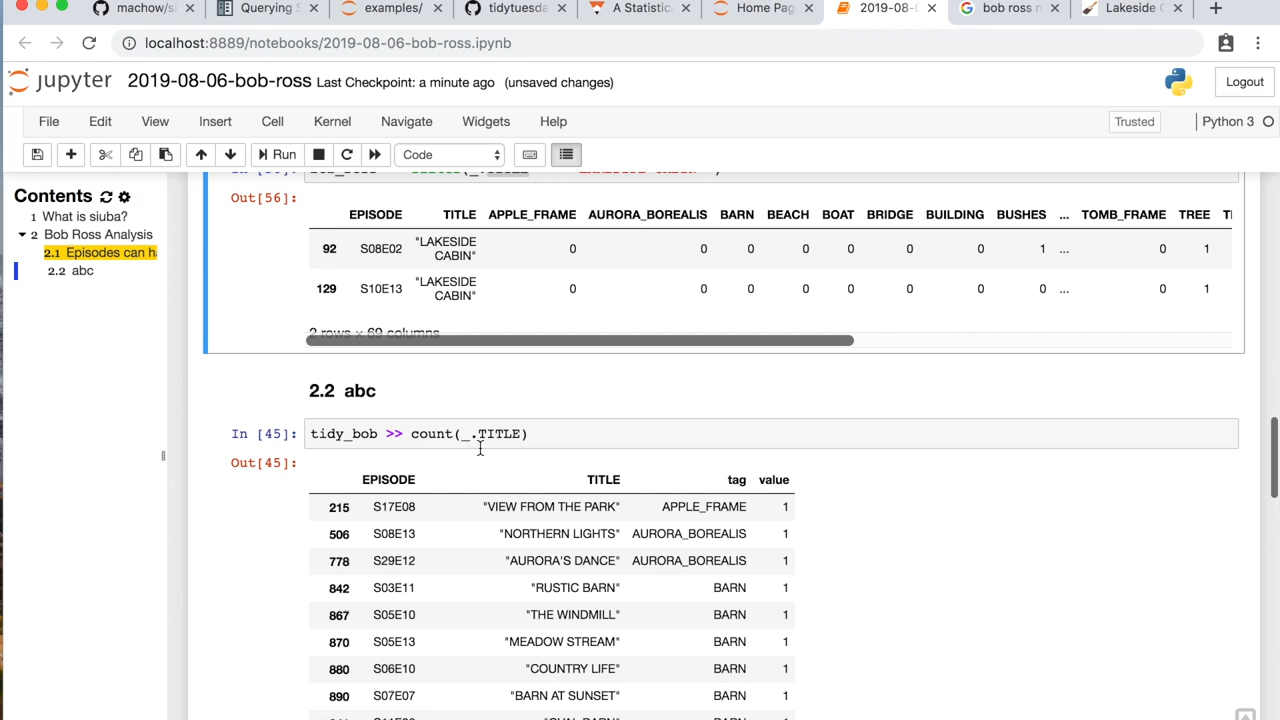 machow/si
Querying S
examples/
tidytuesda
A Statistica
Home Page
2019-08-0
bob ross n
Lakeside C
localhost:8889/notebooks/2019-08-06-bob-ross.ipynb
jupyter 2019-08-06-bob-ross Last Checkpoint: a minute ago (unsaved changes)
Logout
File Edit View Insert Cell Kernel Navigate Widgets Help
Trusted
Python 3
Run
Code
Contents
1 What is siuba?
2 Bob Ross Analysis
2.1 Episodes can h
2.2 abc
Out[56]:
EPISODE TITLE APPLE_FRAME AURORA_BOREALIS BARN BEACH BOAT BRIDGE BUILDING BUSHES ... TOMB_FRAME TREE
92 S08E02 "LAKESIDE CABIN" 0 0 0 0 0 0 0 1 ... 0 1
129 S10E13 "LAKESIDE CABIN" 0 0 0 0 0 0 0 0 ... 0 1
2 rows × 69 columns
2.2 abc
In [45]: tidy_bob >> count(_.TITLE)
Out[45]:
EPISODE TITLE tag value
215 S17E08 "VIEW FROM THE PARK" APPLE_FRAME 1
506 S08E13 "NORTHERN LIGHTS" AURORA_BOREALIS 1
778 S29E12 "AURORA'S DANCE" AURORA_BOREALIS 1
842 S03E11 "RUSTIC BARN" BARN 1
867 S05E10 "THE WINDMILL" BARN 1
870 S05E13 "MEADOW STREAM" BARN 1
880 S06E10 "COUNTRY LIFE" BARN 1
890 S07E07 "BARN AT SUNSET" BARN 1